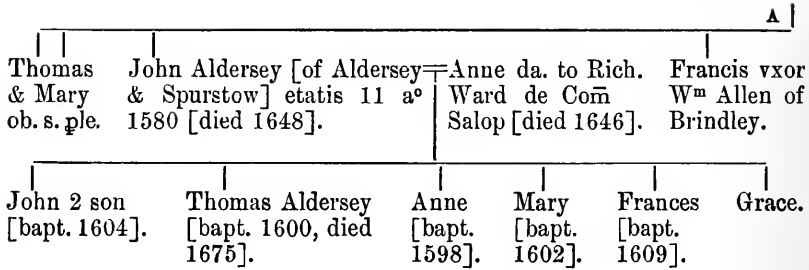 A
Thomas
& Mary
ob. s. ꝑle.
John Aldersey [of Aldersey
& Spurstow] etatis 11 aº
1580 [died 1648].
Anne da. to Rich.
Ward de Com̄
Salop [died 1646].
Francis vxor
Wᵐ Allen of
Brindley.
John 2 son
[bapt. 1604].
Thomas Aldersey
[bapt. 1600, died
1675].
Anne
[bapt.
1598].
Mary
[bapt.
1602].
Frances
[bapt.
1609].
Grace.